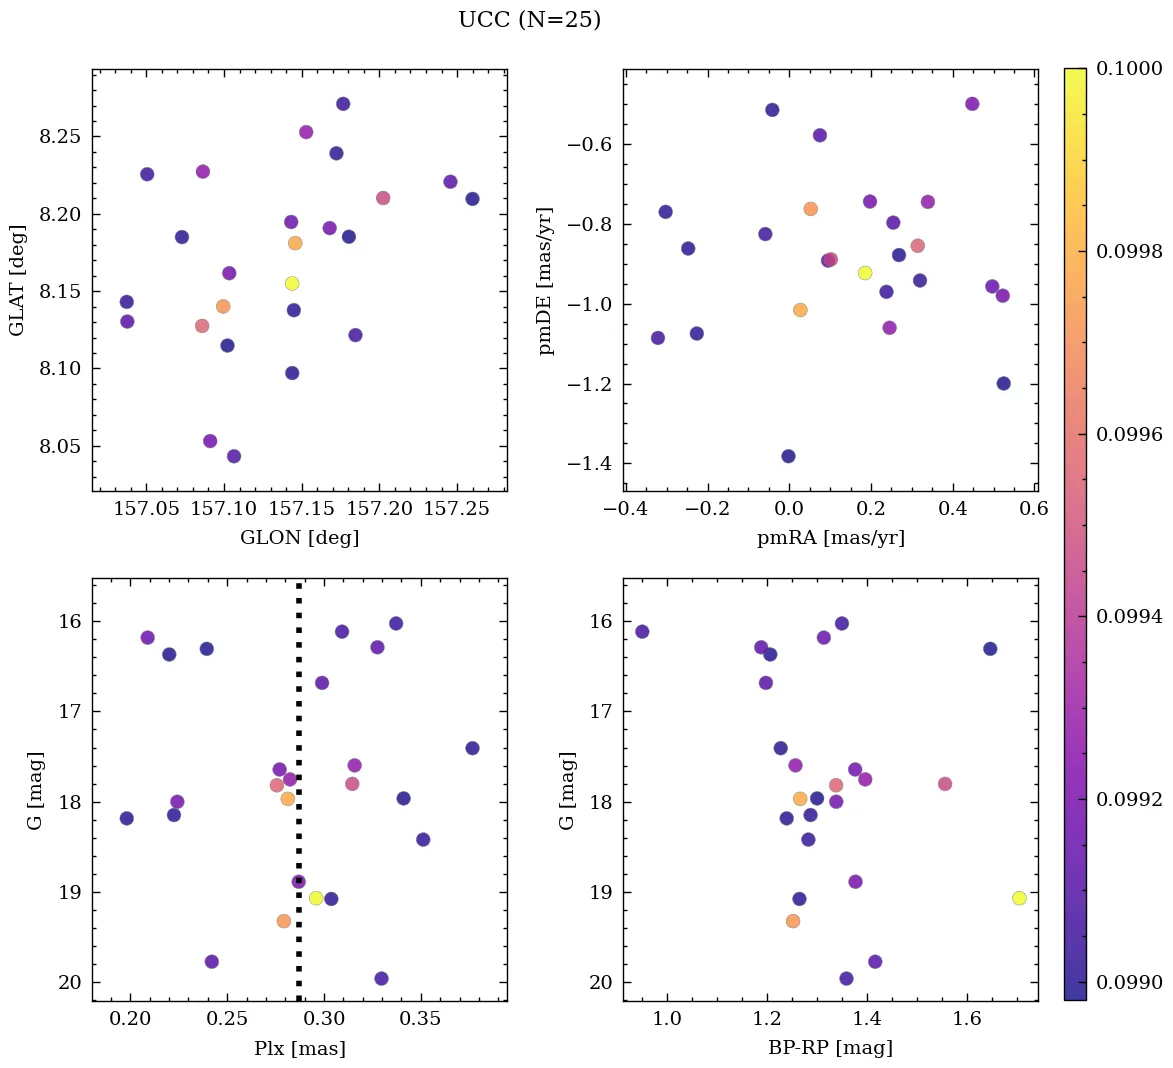 UCC (N=25)
8.25
8.20
8.15
8.10
8.05
GLAT [deg]
157.05 157.10 157.15 157.20 157.25
GLON [deg]
−0.6
−0.8
−1.0
−1.2
−1.4
pmDE [mas/yr]
−0.4 −0.2 0.0 0.2 0.4 0.6
pmRA [mas/yr]
16
17
18
19
20
G [mag]
0.20 0.25 0.30 0.35
Plx [mas]
16
17
18
19
20
G [mag]
1.0 1.2 1.4 1.6
BP-RP [mag]
0.1000
0.0998
0.0996
0.0994
0.0992
0.0990